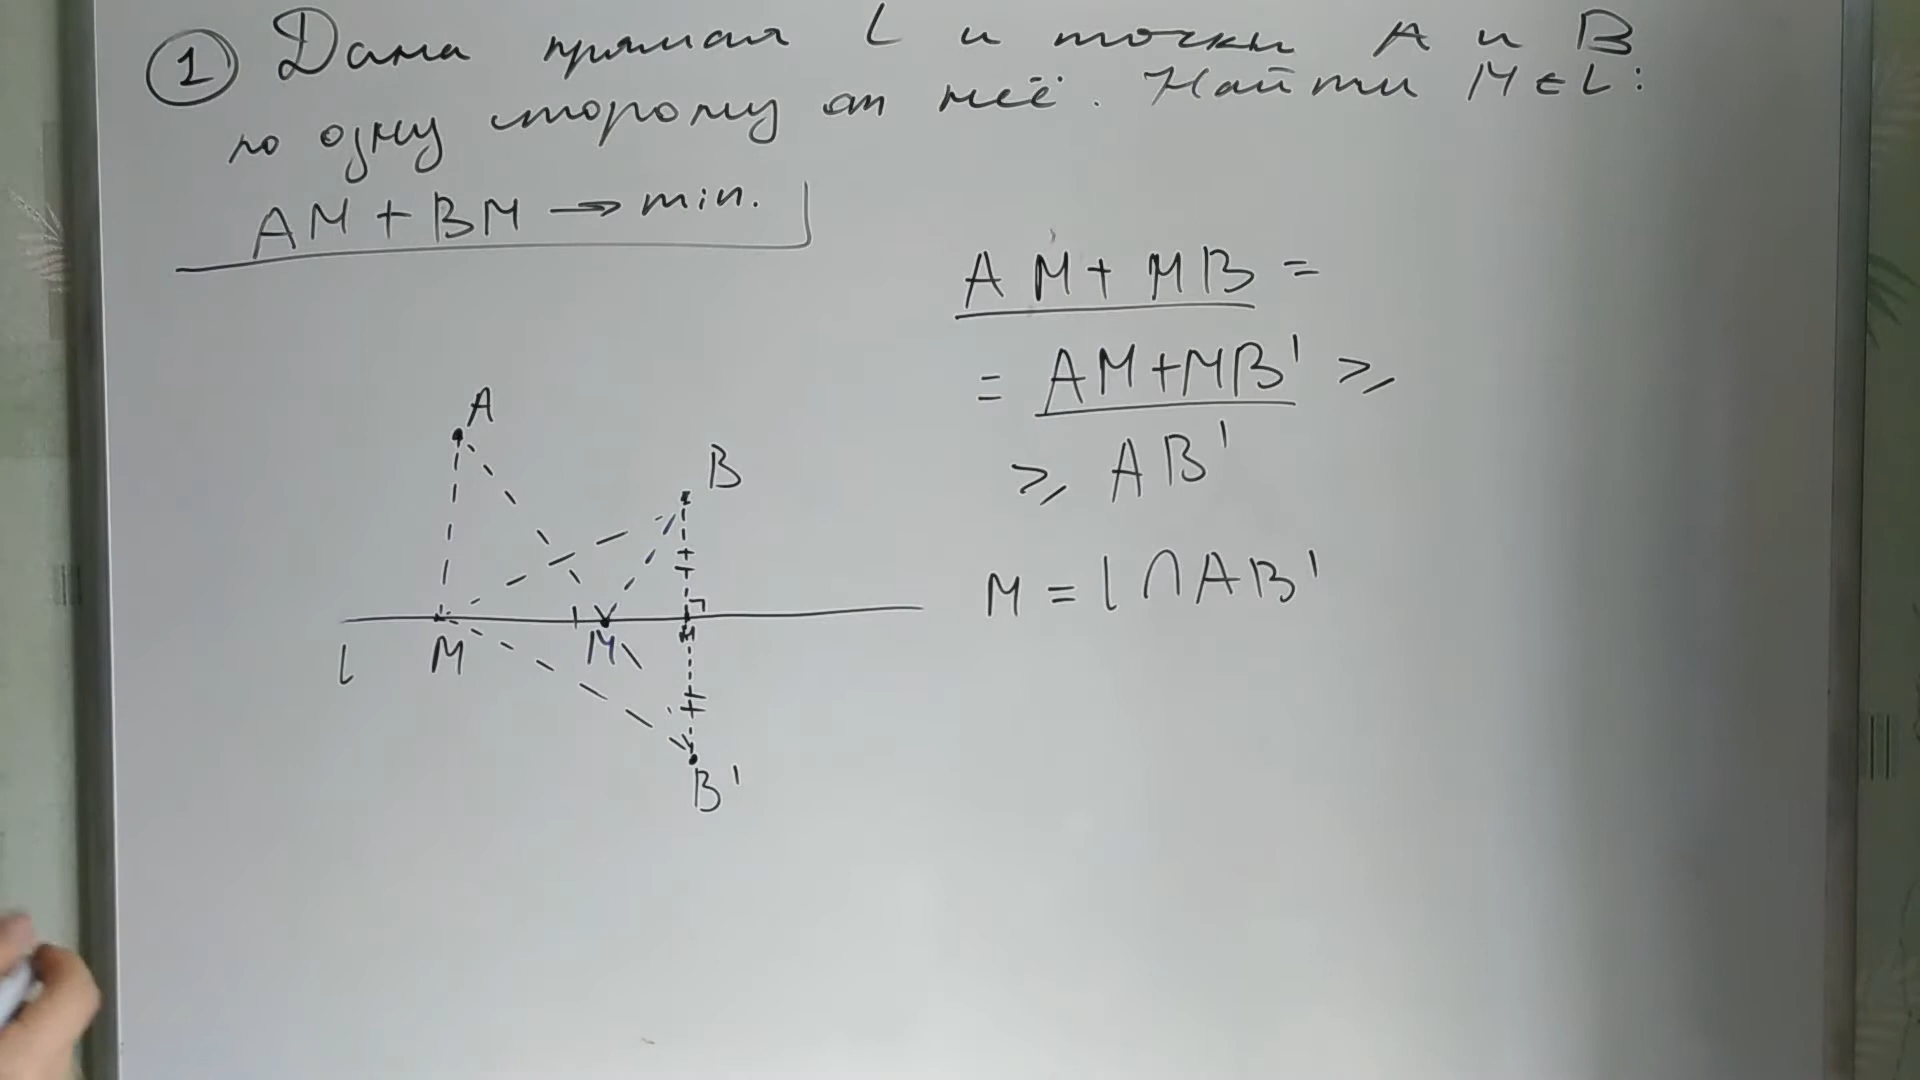 ① Дана прямая l и точки A и B
по одну сторону от неё. Найти M ∈ l:
AM + BM → min.
AM + MB =
= AM+MB' ⩾
⩾ AB'
M = l ∩ AB'
A
B
l
M
M
B'